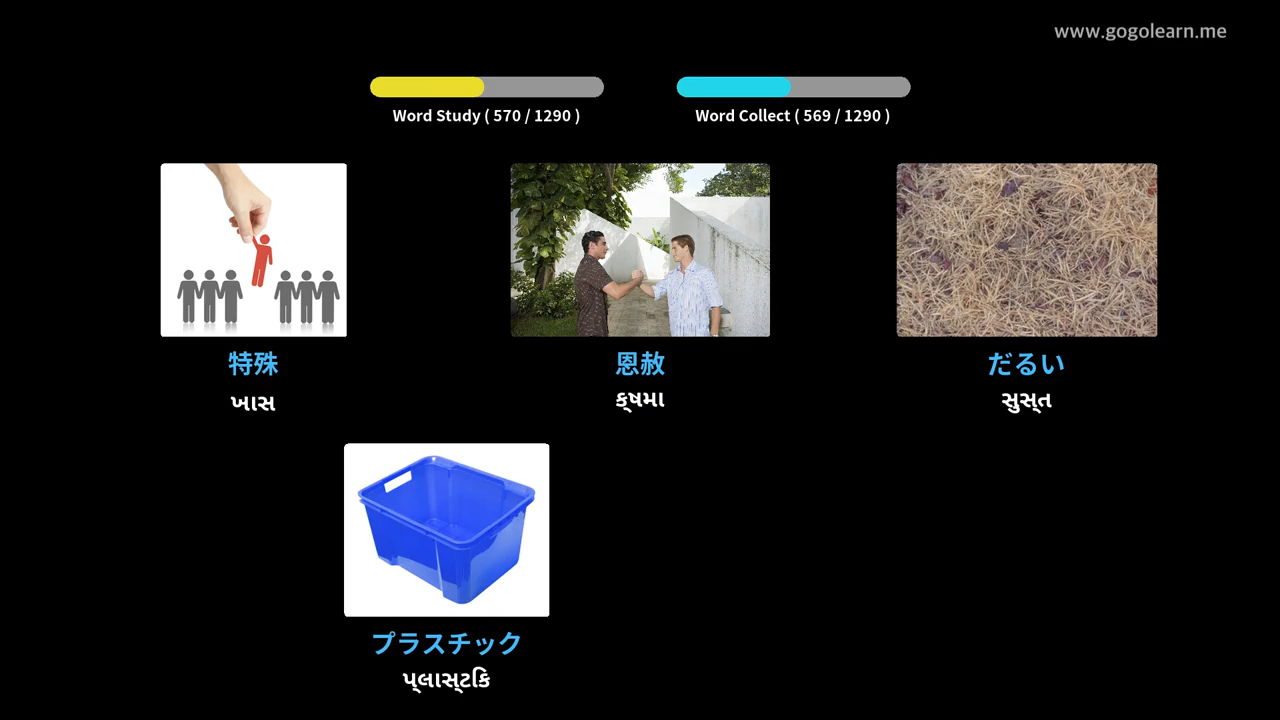 www.gogolearn.me
Word Study ( 570 / 1290 )
Word Collect ( 569 / 1290 )
特殊
ખાસ
恩赦
ક્ષમા
だるい
સુસ્ત
プラスチック
પ્લાસ્ટકિ